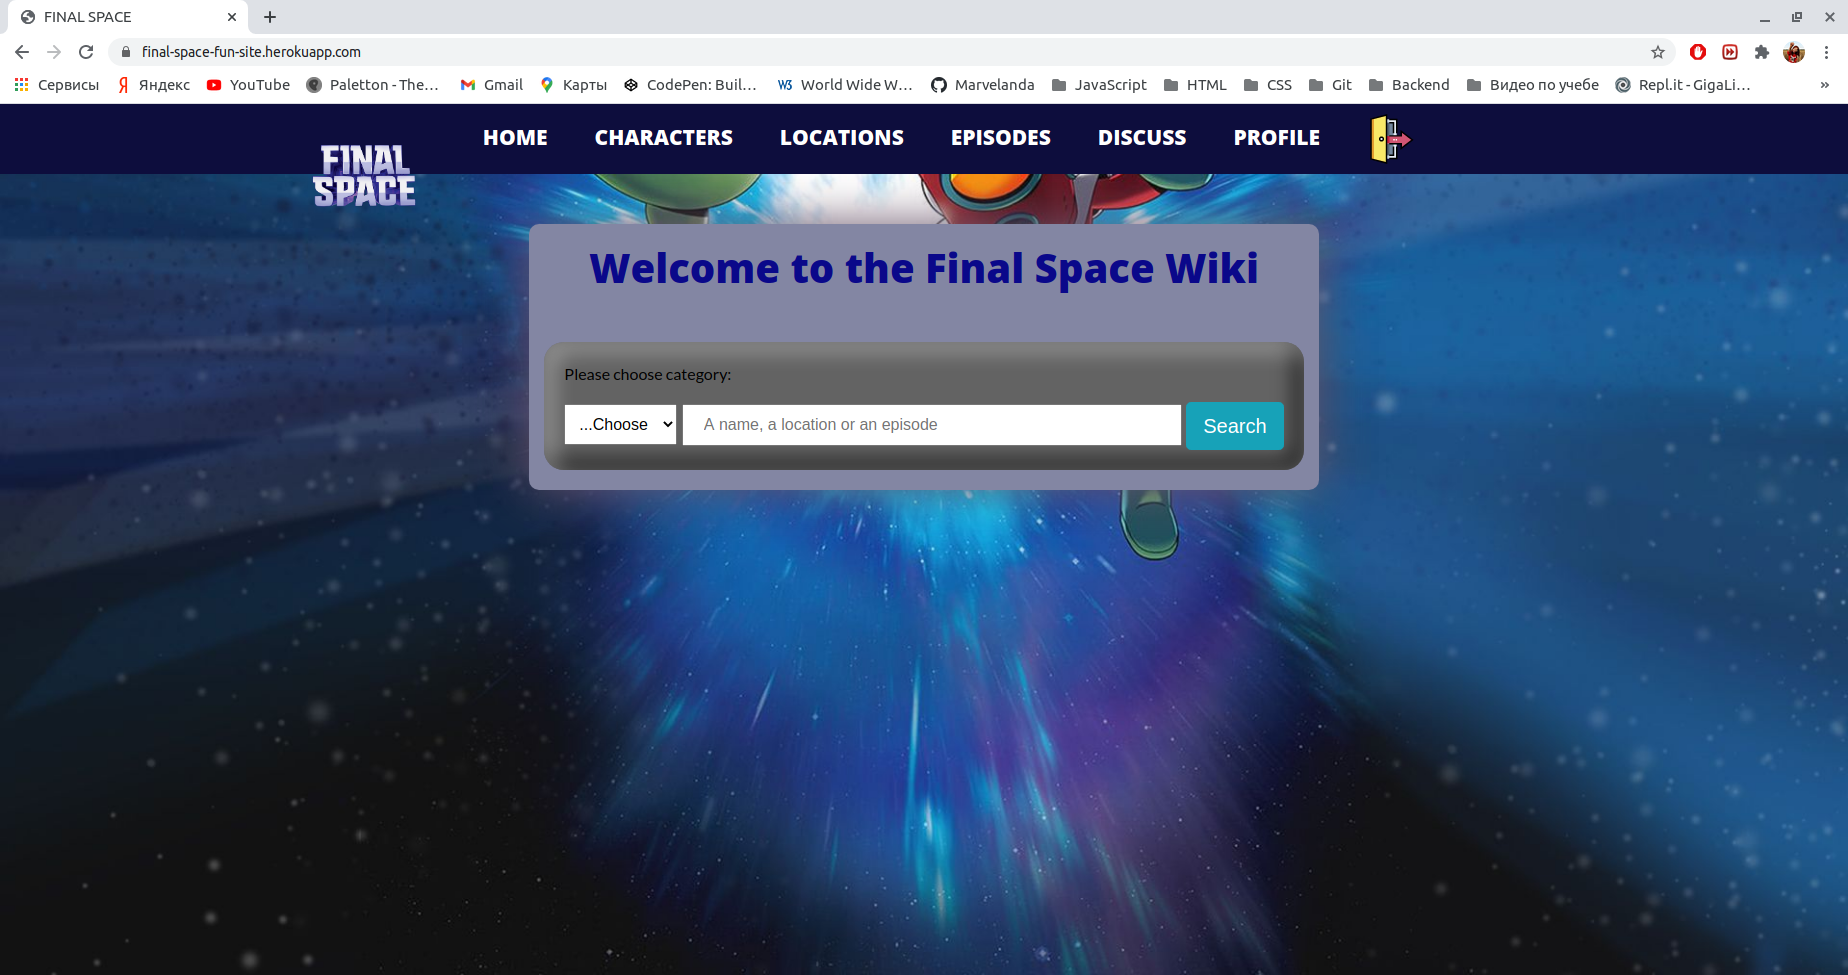 FINAL SPACE
final-space-fun-site.herokuapp.com
Сервисы Яндекс YouTube Paletton - The... Gmail Карты CodePen: Buil... World Wide W... Marvelanda JavaScript HTML CSS Git Backend Видео по учебе Repl.it - GigaLi... »
FINAL SPACE
HOME CHARACTERS LOCATIONS EPISODES DISCUSS PROFILE
Welcome to the Final Space Wiki
Please choose category:
...Choose A name, a location or an episode Search